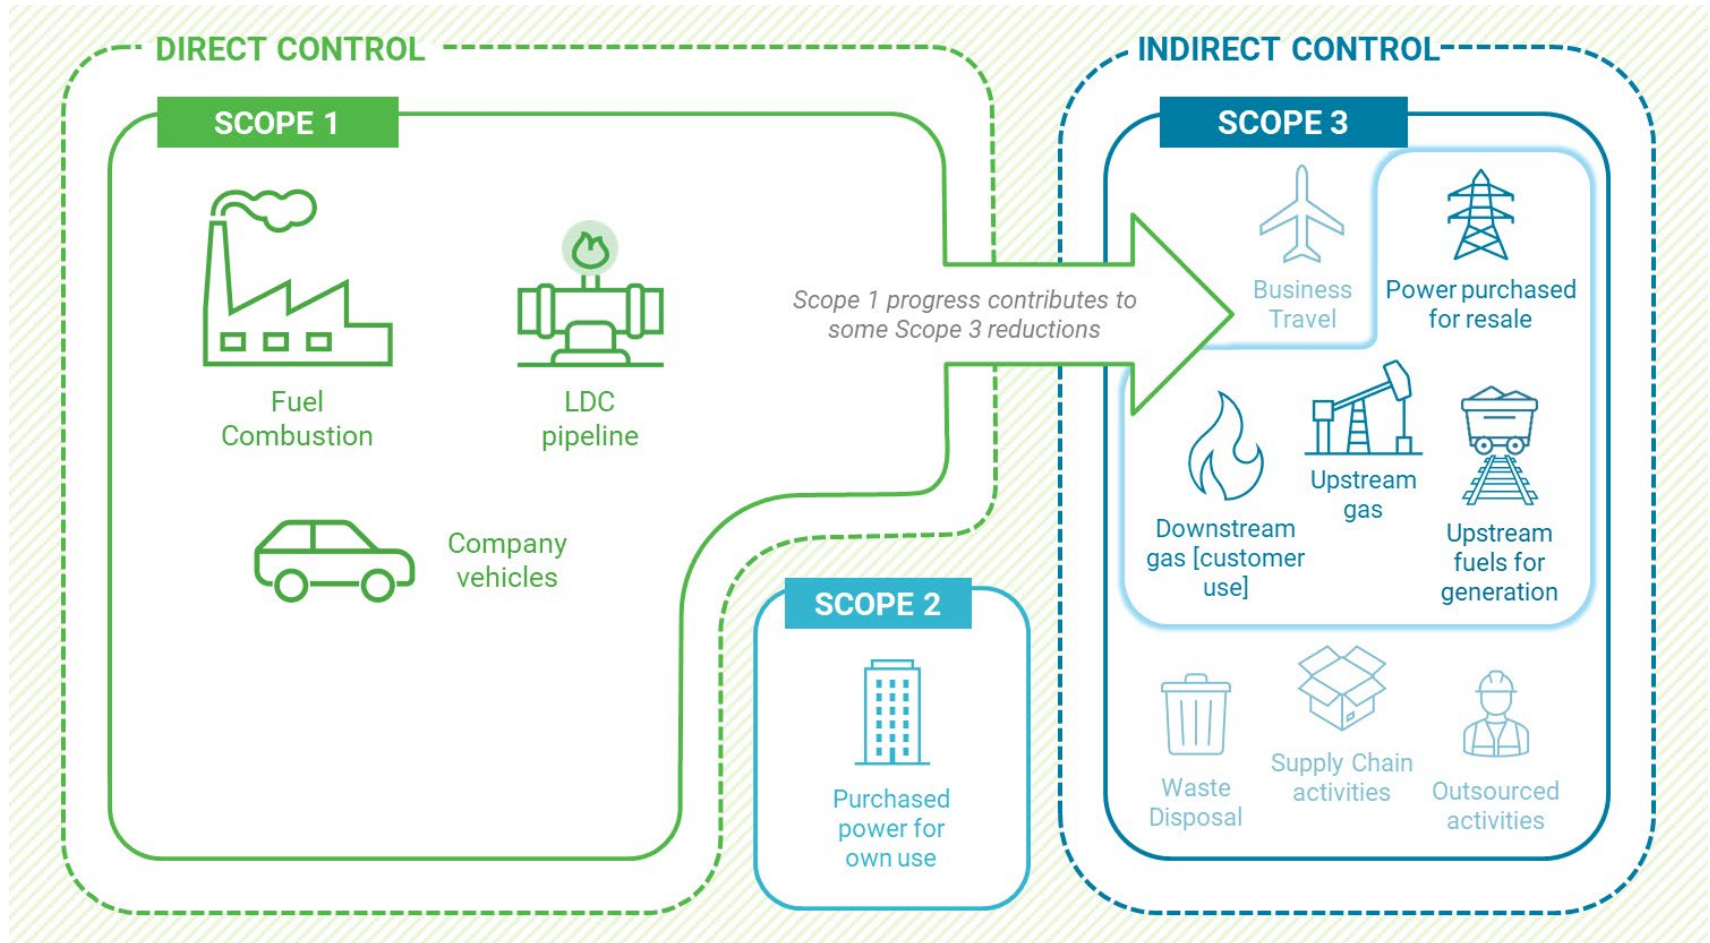 DIRECT CONTROL
SCOPE 1
Fuel
Combustion
LDC
pipeline
Company
vehicles
Scope 1 progress contributes to
some Scope 3 reductions
SCOPE 2
Purchased
power for
own use
INDIRECT CONTROL
SCOPE 3
Business
Travel
Power purchased
for resale
Downstream
gas [customer
use]
Upstream
gas
Upstream
fuels for
generation
Waste
Disposal
Supply Chain
activities
Outsourced
activities